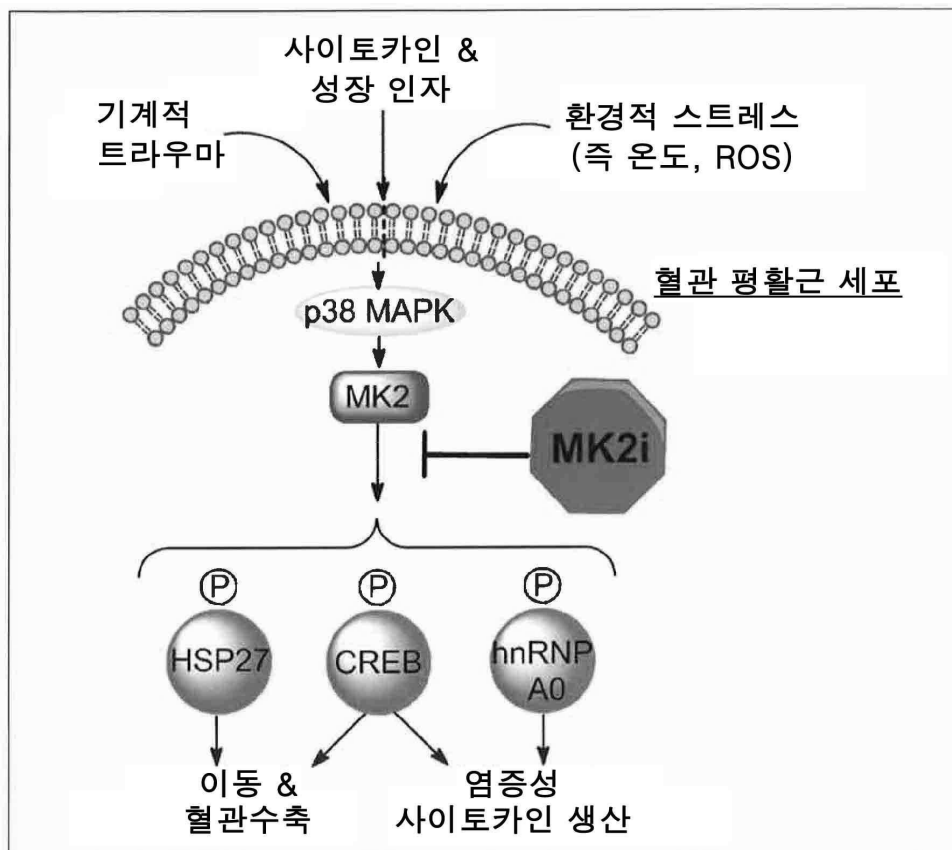 사이토카인 &
성장 인자
기계적
트라우마
환경적 스트레스
(즉 온도, ROS)
혈관 평활근 세포
p38 MAPK
MK2
MK2i
P
P
P
HSP27
CREB
hnRNP
A0
이동 &
혈관수축
염증성
사이토카인 생산